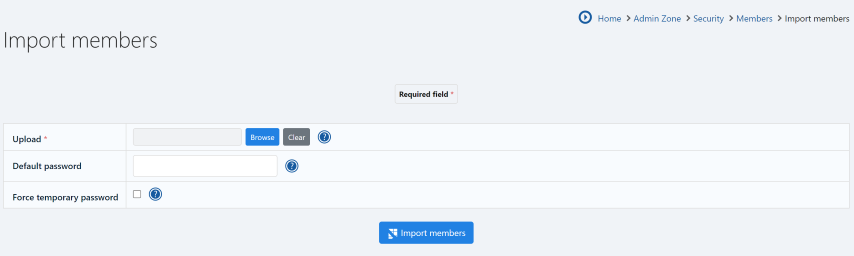 Home > Admin Zone > Security > Members > Import members
Import members
Required field *
Upload * Browse Clear ?
Default password ?
Force temporary password ?
Import members